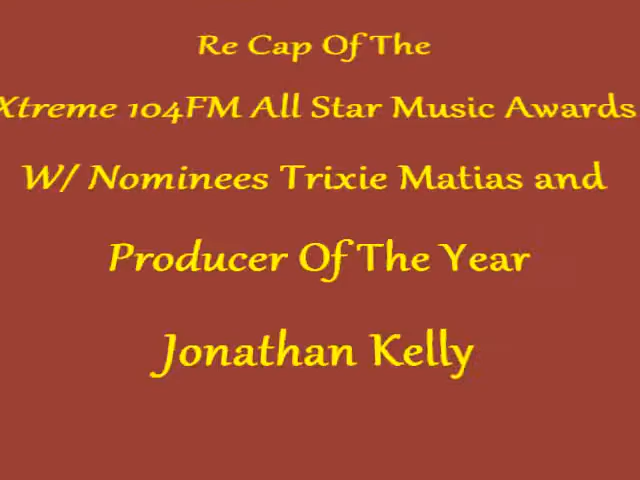 Re Cap Of The
Xtreme 104FM All Star Music Awards
W/ Nominees Trixie Matias and
Producer Of The Year
Jonathan Kelly